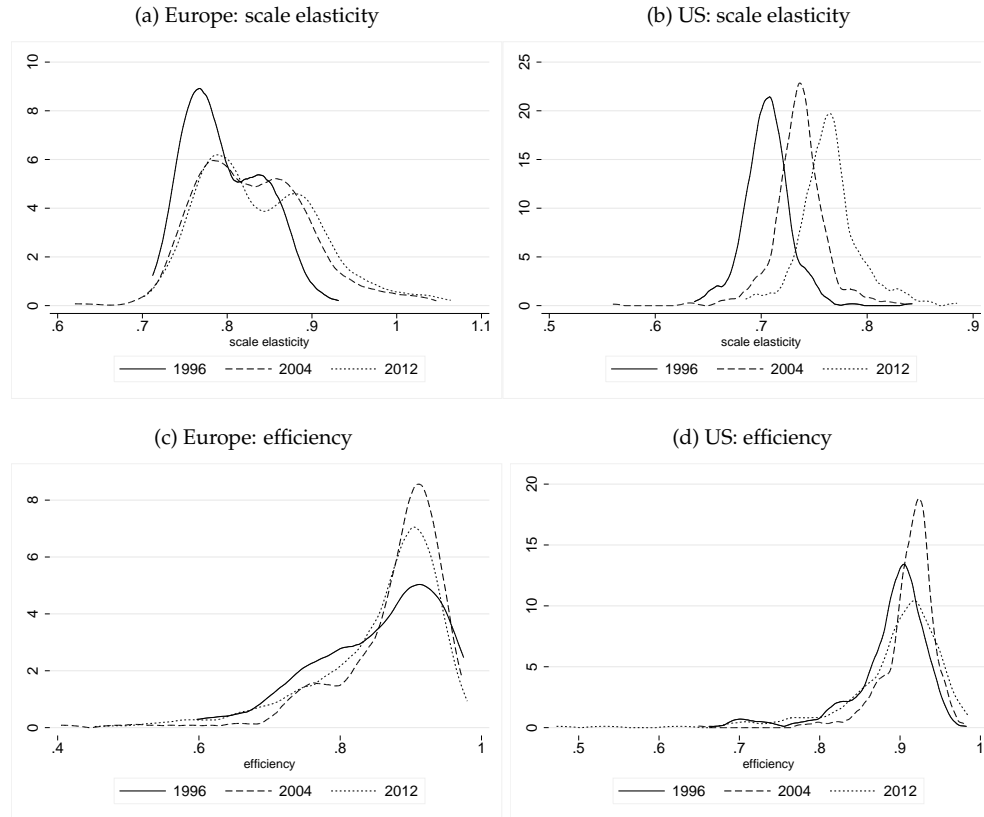 (a) Europe: scale elasticity
10
8
6
4
2
0
.6 .7 .8 .9 1 1.1
scale elasticity
1996 2004 2012
(b) US: scale elasticity
25
20
15
10
5
0
.5 .6 .7 .8 .9
scale elasticity
1996 2004 2012
(c) Europe: efficiency
8
6
4
2
0
.4 .6 .8 1
efficiency
1996 2004 2012
(d) US: efficiency
20
15
10
5
0
.5 .6 .7 .8 .9 1
efficiency
1996 2004 2012